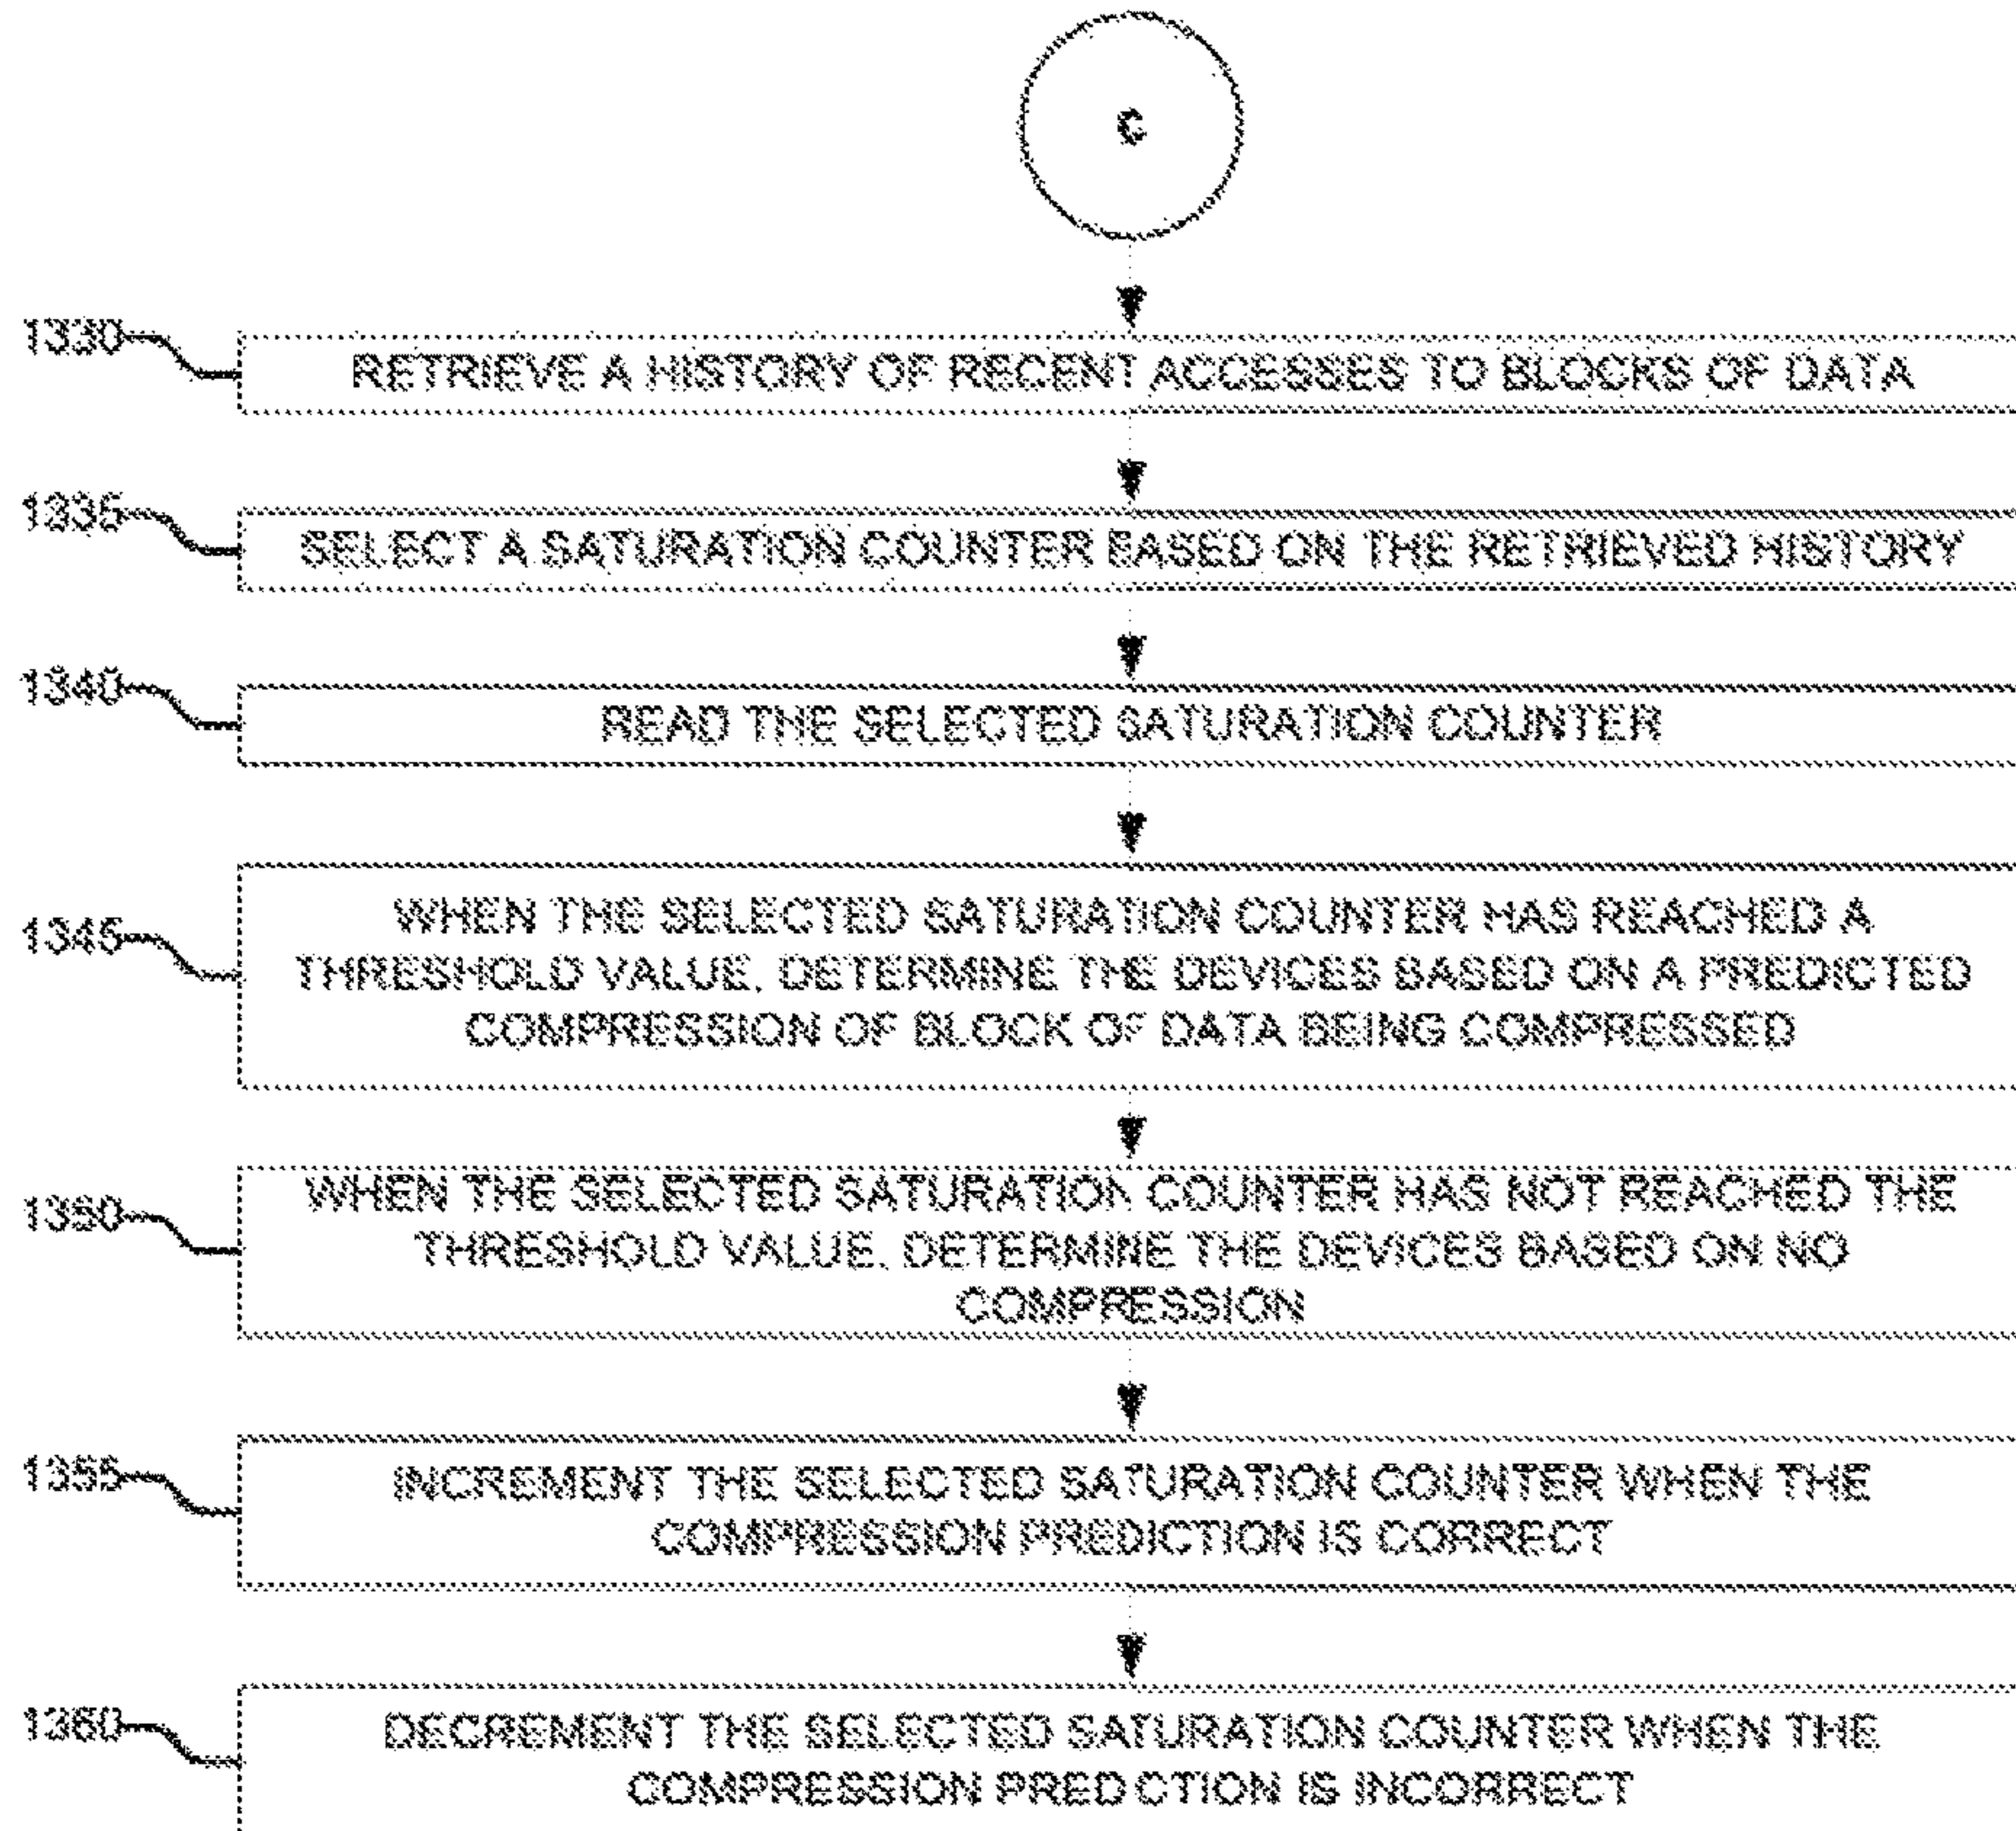 C
1330
RETRIEVE A HISTORY OF RECENT ACCESSES TO BLOCKS OF DATA
1335
SELECT A SATURATION COUNTER BASED ON THE RETRIEVED HISTORY
1340
READ THE SELECTED SATURATION COUNTER
1345
WHEN THE SELECTED SATURATION COUNTER HAS REACHED A
THRESHOLD VALUE, DETERMINE THE DEVICES BASED ON A PREDICTED
COMPRESSION OF BLOCK OF DATA BEING COMPRESSED
1350
WHEN THE SELECTED SATURATION COUNTER HAS NOT REACHED THE
THRESHOLD VALUE, DETERMINE THE DEVICES BASED ON NO
COMPRESSION
1355
INCREMENT THE SELECTED SATURATION COUNTER WHEN THE
COMPRESSION PREDICTION IS CORRECT
1360
DECREMENT THE SELECTED SATURATION COUNTER WHEN THE
COMPRESSION PREDICTION IS INCORRECT